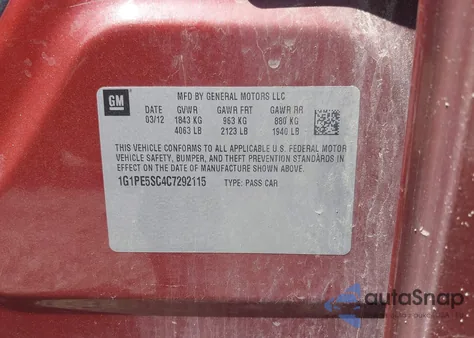 GM
MFD BY GENERAL MOTORS LLC
DATE GVWR GAWR FRT GAWR RR
03/12 1843 KG 963 KG 880 KG
4063 LB 2123 LB 1940 LB
THIS VEHICLE CONFORMS TO ALL APPLICABLE U.S. FEDERAL MOTOR
VEHICLE SAFETY, BUMPER, AND THEFT PREVENTION STANDARDS IN
EFFECT ON THE DATE OF MANUFACTURE SHOWN ABOVE.
1G1PE5SC4C7292115 TYPE: PASS CAR
autaSnap